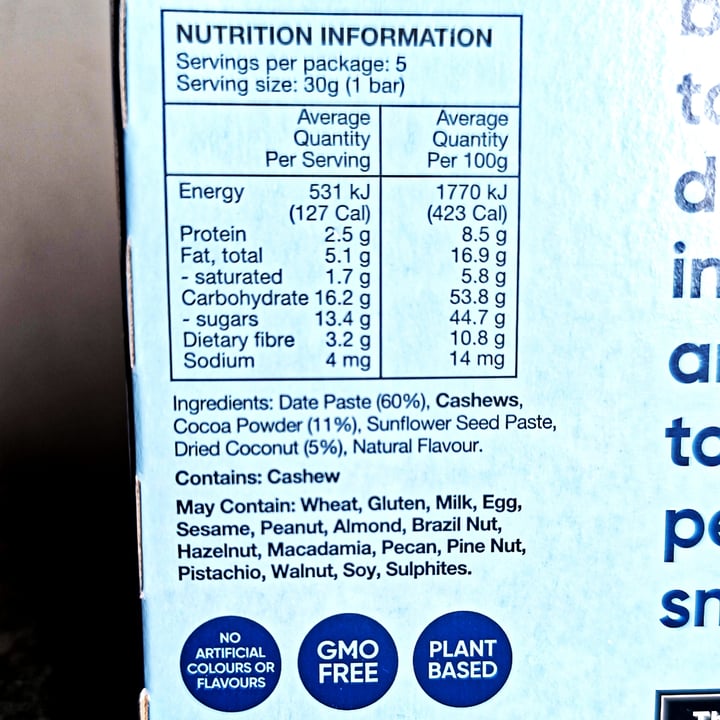 NUTRITION INFORMATION
Servings per package: 5
Serving size: 30g (1 bar)
Average Quantity Per Serving Average Quantity Per 100g
Energy 531 kJ 1770 kJ
(127 Cal) (423 Cal)
Protein 2.5 g 8.5 g
Fat, total 5.1 g 16.9 g
- saturated 1.7 g 5.8 g
Carbohydrate 16.2 g 53.8 g
- sugars 13.4 g 44.7 g
Dietary fibre 3.2 g 10.8 g
Sodium 4 mg 14 mg
Ingredients: Date Paste (60%), Cashews,
Cocoa Powder (11%), Sunflower Seed Paste,
Dried Coconut (5%), Natural Flavour.
Contains: Cashew
May Contain: Wheat, Gluten, Milk, Egg,
Sesame, Peanut, Almond, Brazil Nut,
Hazelnut, Macadamia, Pecan, Pine Nut,
Pistachio, Walnut, Soy, Sulphites.
NO
ARTIFICIAL
COLOURS OR
FLAVOURS
GMO
FREE
PLANT
BASED